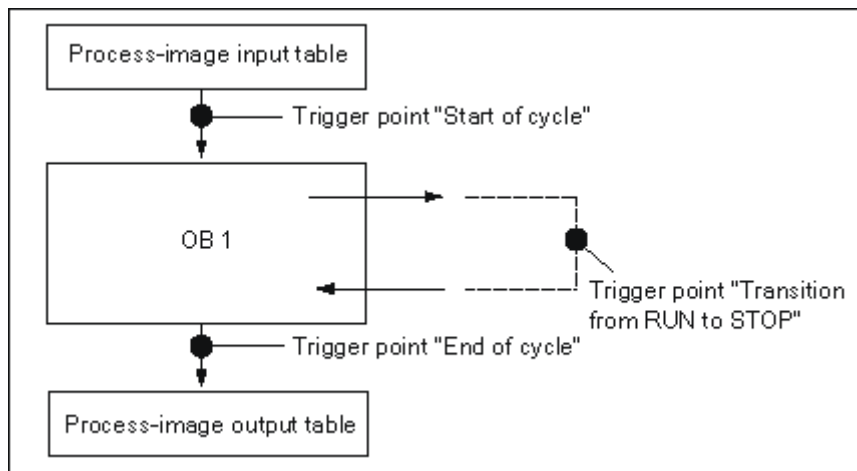 Process-image input table
Trigger point "Start of cycle"
OB 1
Trigger point "Transition
from RUN to STOP"
Trigger point "End of cycle"
Process-image output table